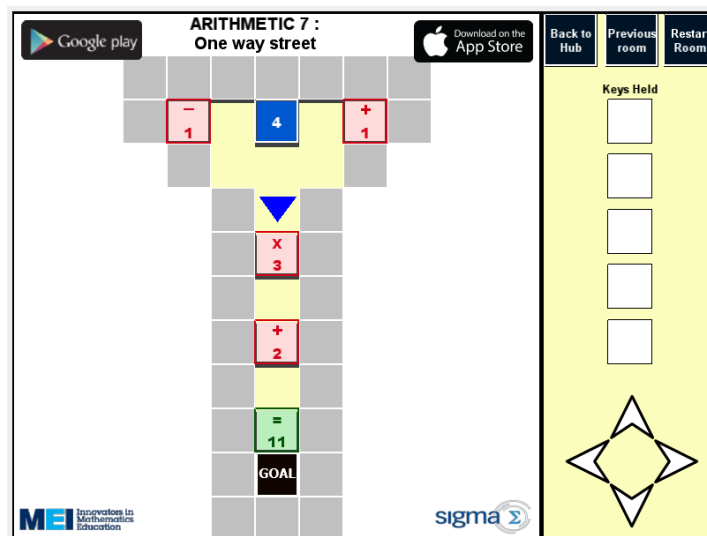 Google play
ARITHMETIC 7 :
One way street
Download on the
App Store
Back to
Hub
Previous
room
Restar
Room
Keys Held
−
1
4
+
1
x
3
+
2
=
11
GOAL
MEI Innovators in
Mathematics
Education
sigma Σ